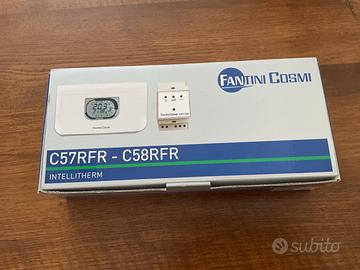 FANTINI COSMI
C57RFR - C58RFR
INTELLITHERM
subito